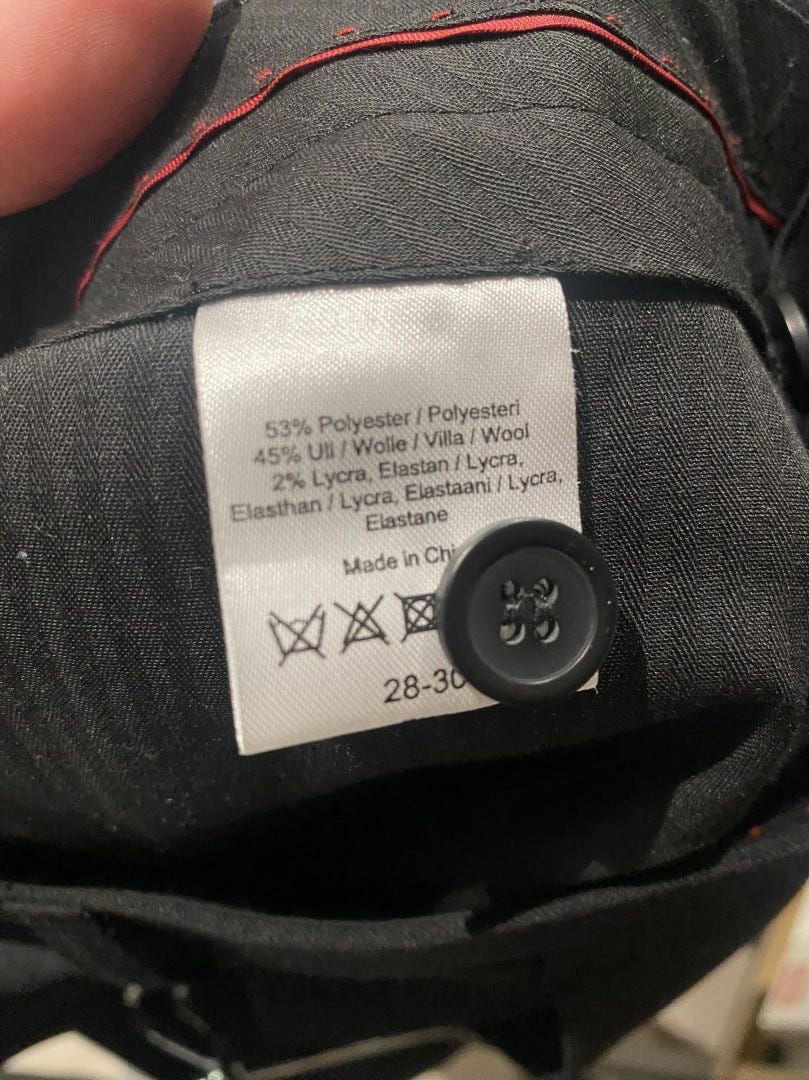 53% Polyester / Polyesteri
45% Ull / Wolle / Villa / Wool
2% Lycra, Elastan / Lycra,
Elasthan / Lycra, Elastaani / Lycra,
Elastane
Made in Chi
28-30